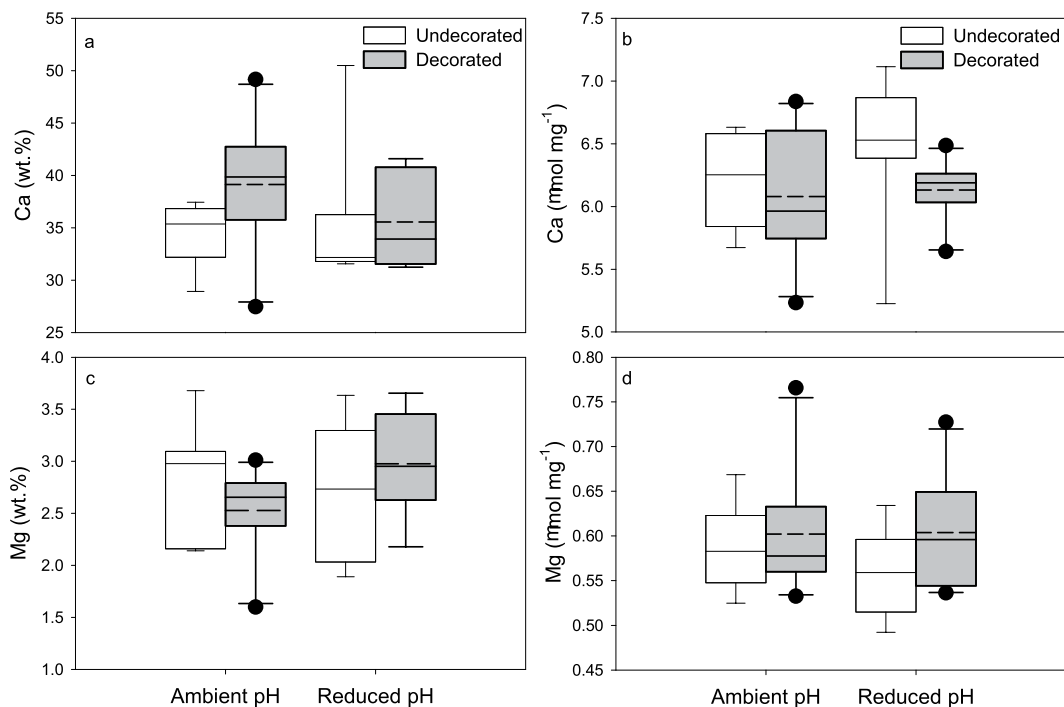 a
Undecorated
Decorated
55
50
45
40
35
30
25
Ca (wt.%)
b
Undecorated
Decorated
7.5
7.0
6.5
6.0
5.5
5.0
Ca (mmol mg-1)
c
4.0
3.5
3.0
2.5
2.0
1.5
1.0
Mg (wt.%)
Ambient pH
Reduced pH
d
0.80
0.75
0.70
0.65
0.60
0.55
0.50
0.45
Mg (mmol mg-1)
Ambient pH
Reduced pH